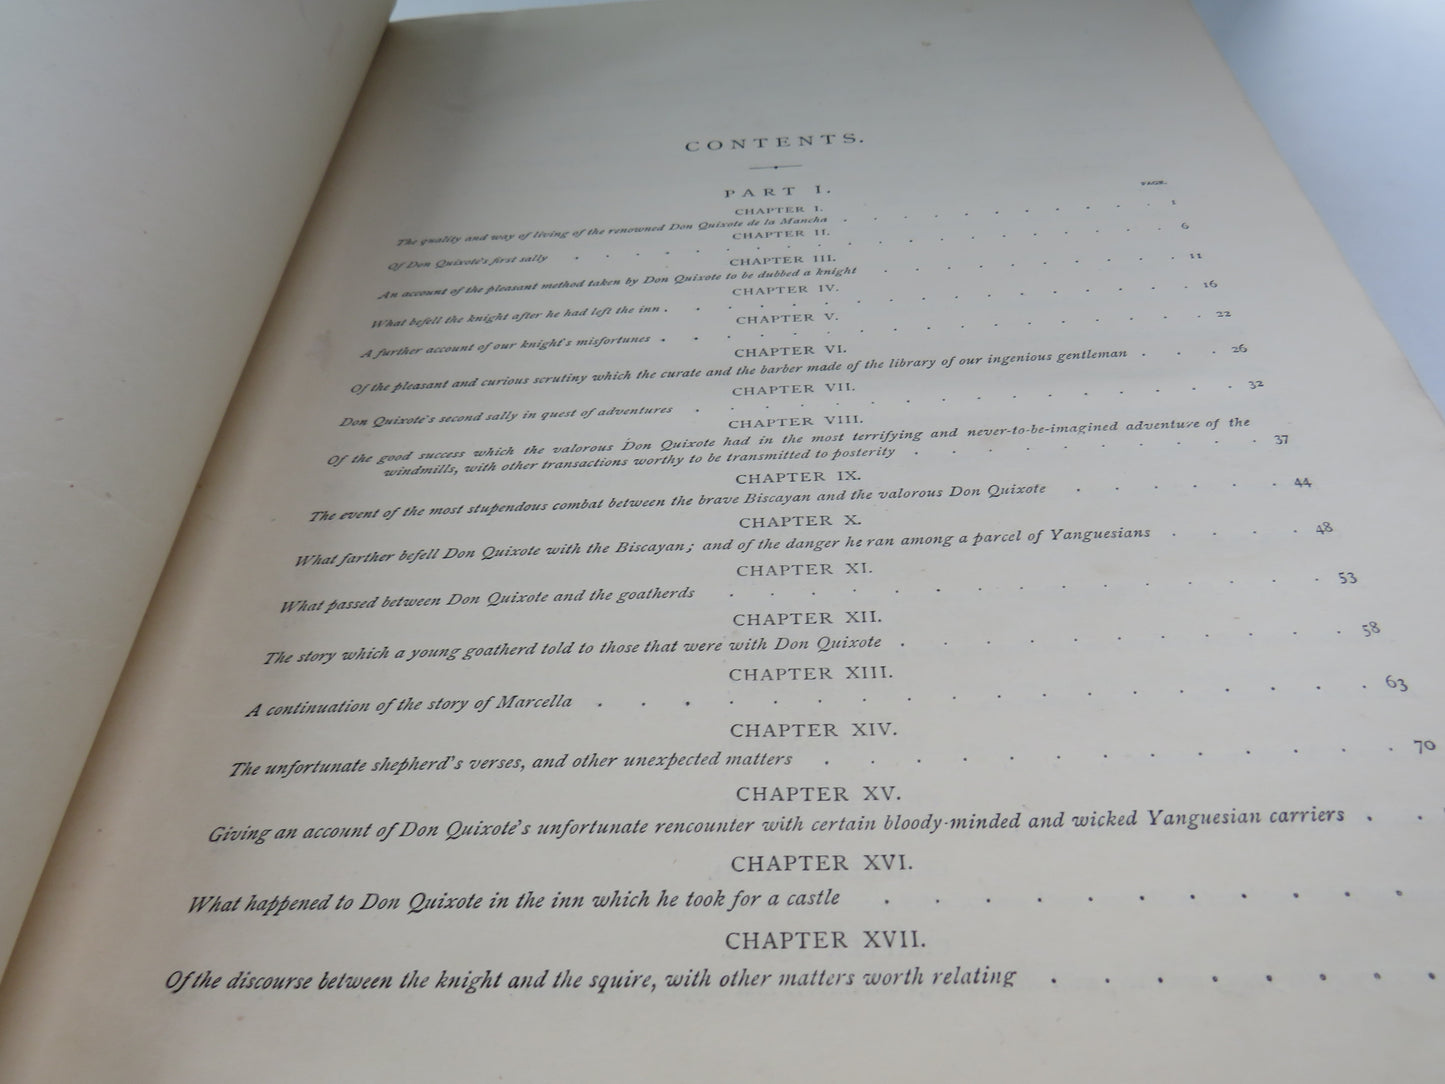 CONTENTS.
PART I.
PAGE.
CHAPTER I.
The quality and way of living of the renowned Don Quixote de la Mancha . . . . . . . . . . . 1
CHAPTER II.
Of Don Quixote's first sally . . . . . . . . . . . . . . . . . . . 6
CHAPTER III.
An account of the pleasant method taken by Don Quixote to be dubbed a knight . . . . . . . . . . 11
CHAPTER IV.
What befell the knight after he had left the inn . . . . . . . . . . . . . . . . 16
CHAPTER V.
A further account of our knight's misfortunes . . . . . . . . . . . . . . . . 22
CHAPTER VI.
Of the pleasant and curious scrutiny which the curate and the barber made of the library of our ingenious gentleman . . . 26
CHAPTER VII.
Don Quixote's second sally in quest of adventures . . . . . . . . . . . . . . . 32
CHAPTER VIII.
Of the good success which the valorous Don Quixote had in the most terrifying and never-to-be-imagined adventure of the
windmills, with other transactions worthy to be transmitted to posterity . . . . . . . . . . 37
CHAPTER IX.
The event of the most stupendous combat between the brave Biscayan and the valorous Don Quixote . . . . . . 44
CHAPTER X.
What farther befell Don Quixote with the Biscayan; and of the danger he ran among a parcel of Yanguesians . . . . 48
CHAPTER XI.
What passed between Don Quixote and the goatherds . . . . . . . . . . . . . . . 53
CHAPTER XII.
The story which a young goatherd told to those that were with Don Quixote . . . . . . . . . . . 58
CHAPTER XIII.
A continuation of the story of Marcella . . . . . . . . . . . . . . . . . 63
CHAPTER XIV.
The unfortunate shepherd's verses, and other unexpected matters . . . . . . . . . . . . . 70
CHAPTER XV.
Giving an account of Don Quixote's unfortunate rencounter with certain bloody-minded and wicked Yanguesian carriers . .
CHAPTER XVI.
What happened to Don Quixote in the inn which he took for a castle . . . . . . . . . . .
CHAPTER XVII.
Of the discourse between the knight and the squire, with other matters worth relating . . . . . . . .